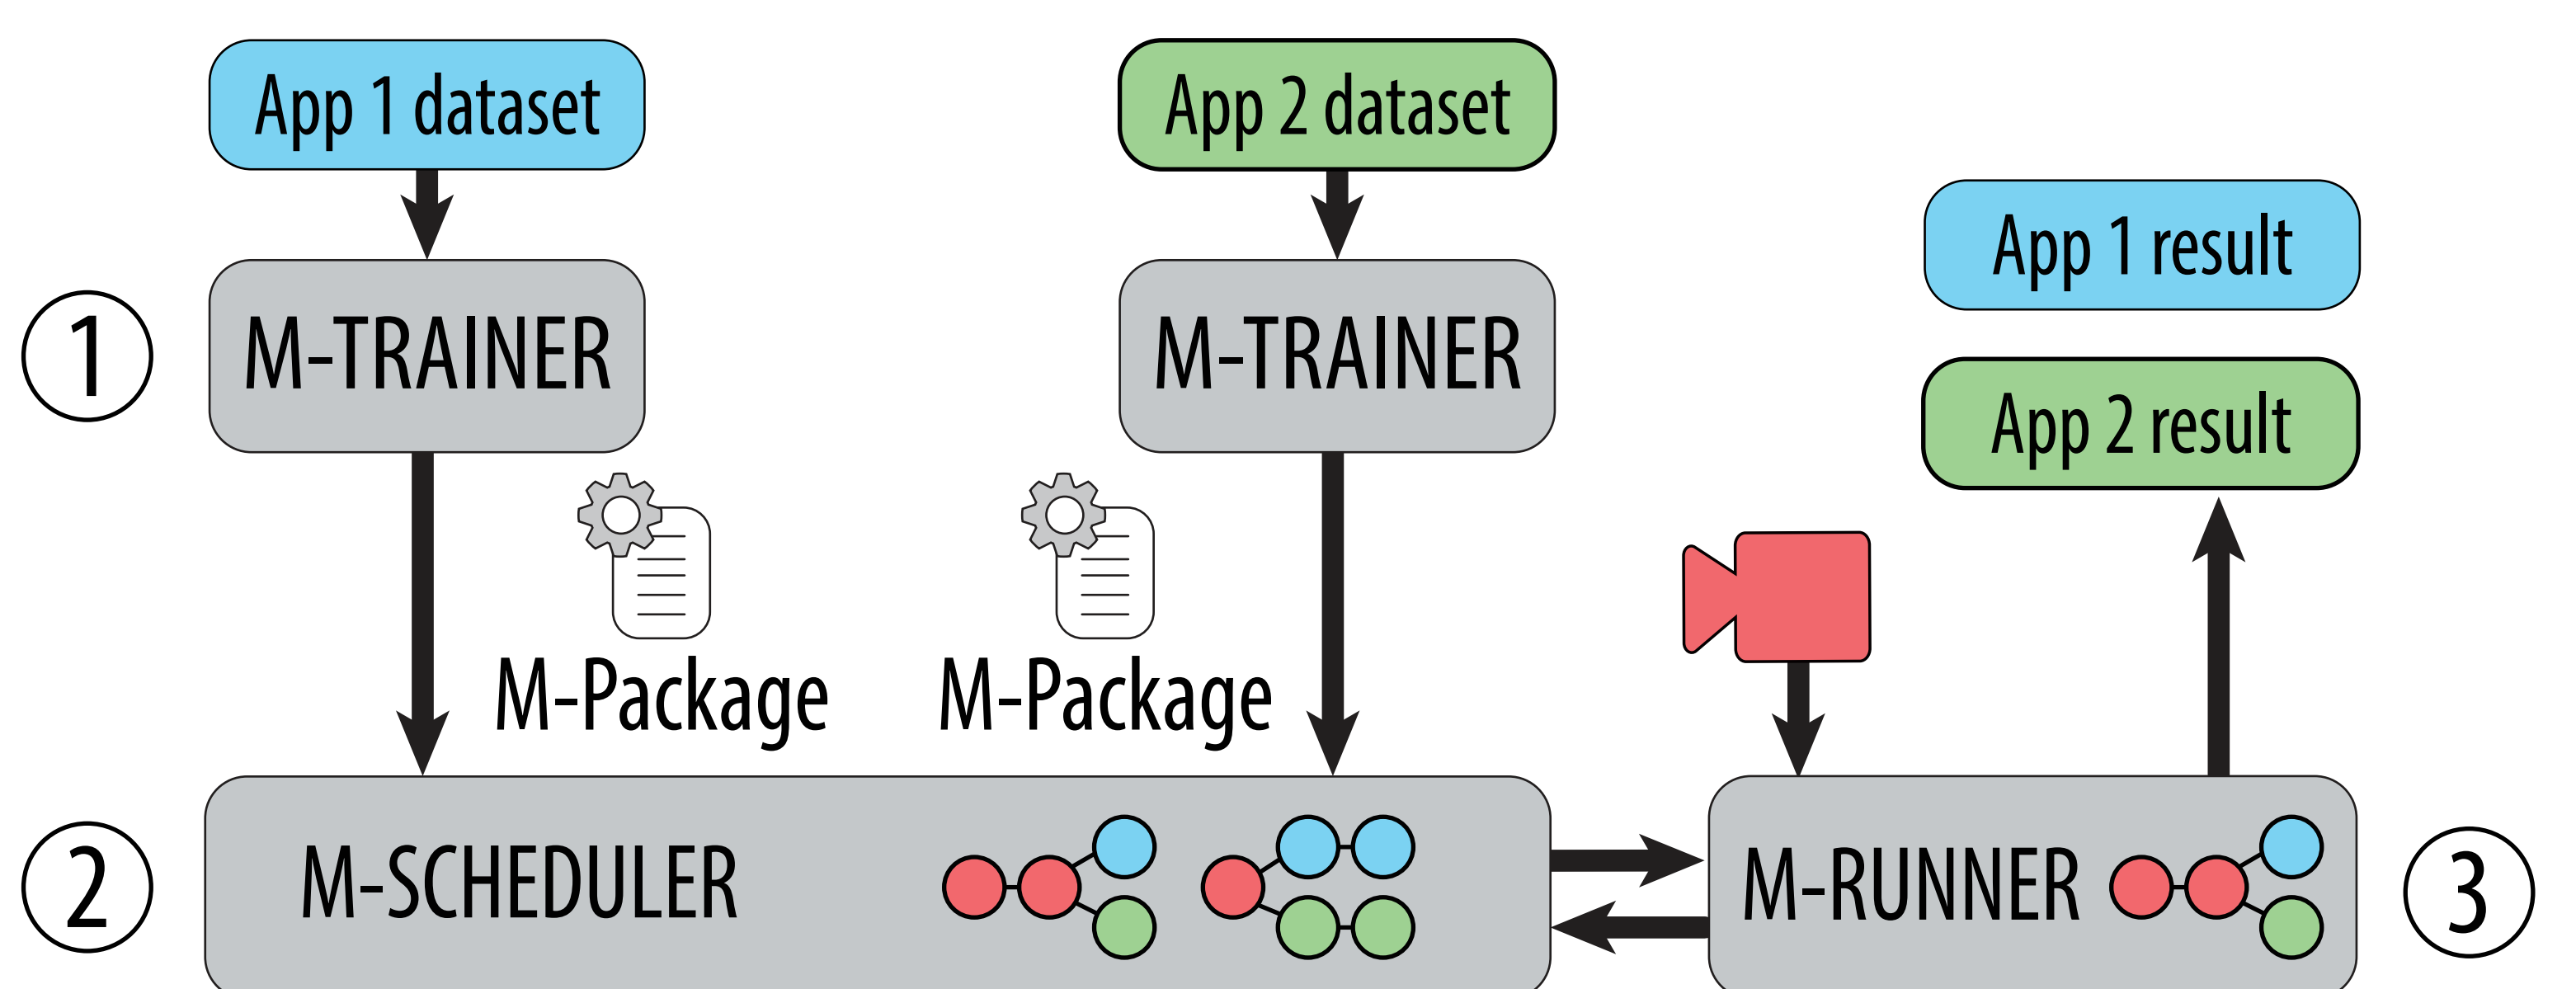 App 1 dataset
App 2 dataset
App 1 result
1
M-TRAINER
M-TRAINER
App 2 result
M-Package
M-Package
2
M-SCHEDULER
M-RUNNER
3